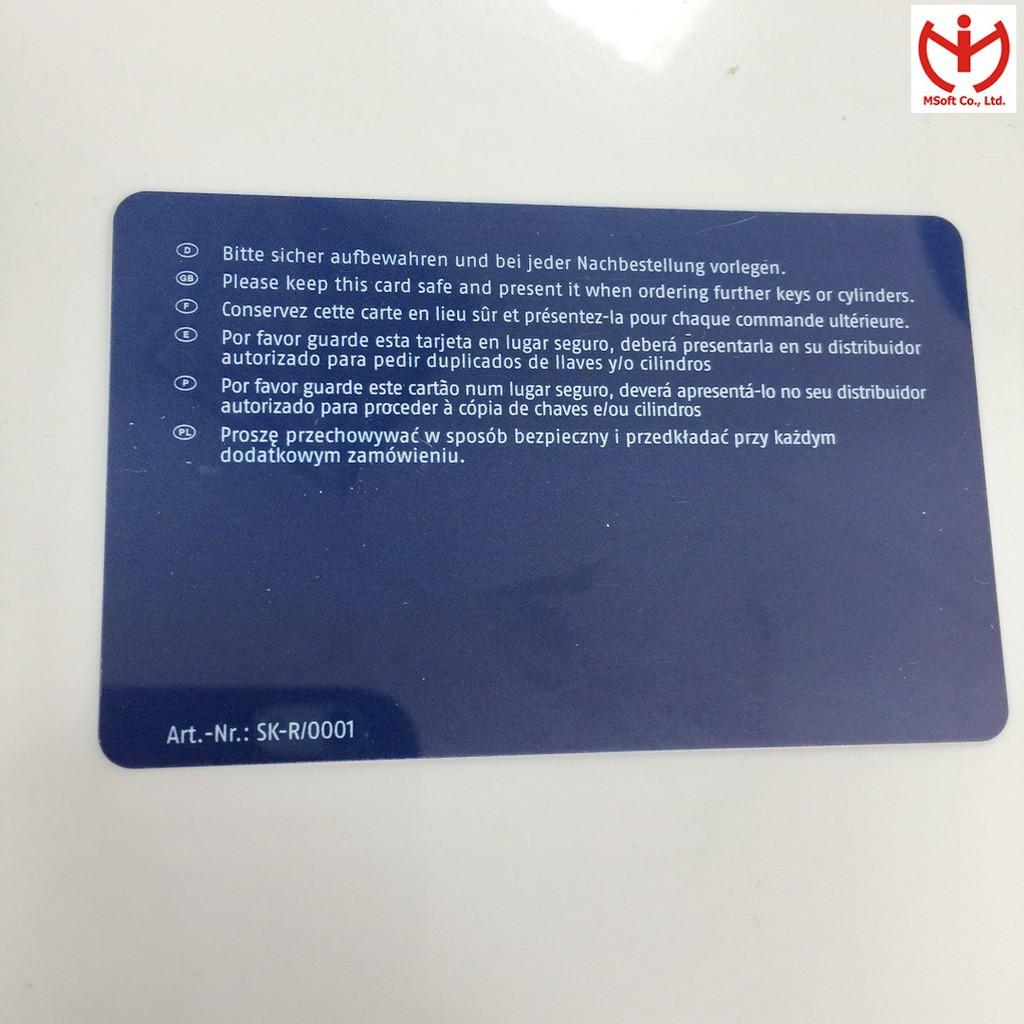 MSoft Co., Ltd.
D Bitte sicher aufbewahren und bei jeder Nachbestellung vorlegen.
GB Please keep this card safe and present it when ordering further keys or cylinders.
F Conservez cette carte en lieu sûr et présentez-la pour chaque commande ultérieure.
E Por favor guarde esta tarjeta en lugar seguro, deberá presentarla en su distribuidor
autorizado para pedir duplicados de llaves y/o cilindros
P Por favor guarde este cartão num lugar seguro, deverá apresentá-lo no seu distribuidor
autorizado para proceder à cópia de chaves e/ou cilindros
PL Proszę przechowywać w sposób bezpieczny i przedkładać przy każdym
dodatkowym zamówieniu.
Art.-Nr.: SK-R/0001